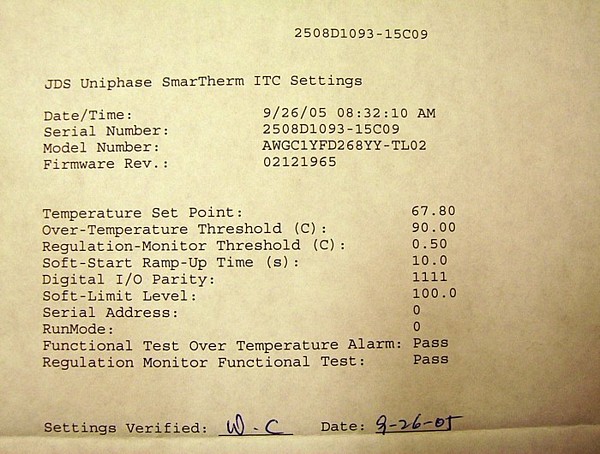 2508D1093-15C09
JDS Uniphase SmarTherm ITC Settings
Date/Time: 9/26/05 08:32:10 AM
Serial Number: 2508D1093-15C09
Model Number: AWGC1YFD268YY-TL02
Firmware Rev.: 02121965
Temperature Set Point: 67.80
Over-Temperature Threshold (C): 90.00
Regulation-Monitor Threshold (C): 0.50
Soft-Start Ramp-Up Time (s): 10.0
Digital I/O Parity: 1111
Soft-Limit Level: 100.0
Serial Address: 0
RunMode: 0
Functional Test Over Temperature Alarm: Pass
Regulation Monitor Functional Test: Pass
Settings Verified: W.C Date: 9-26-05